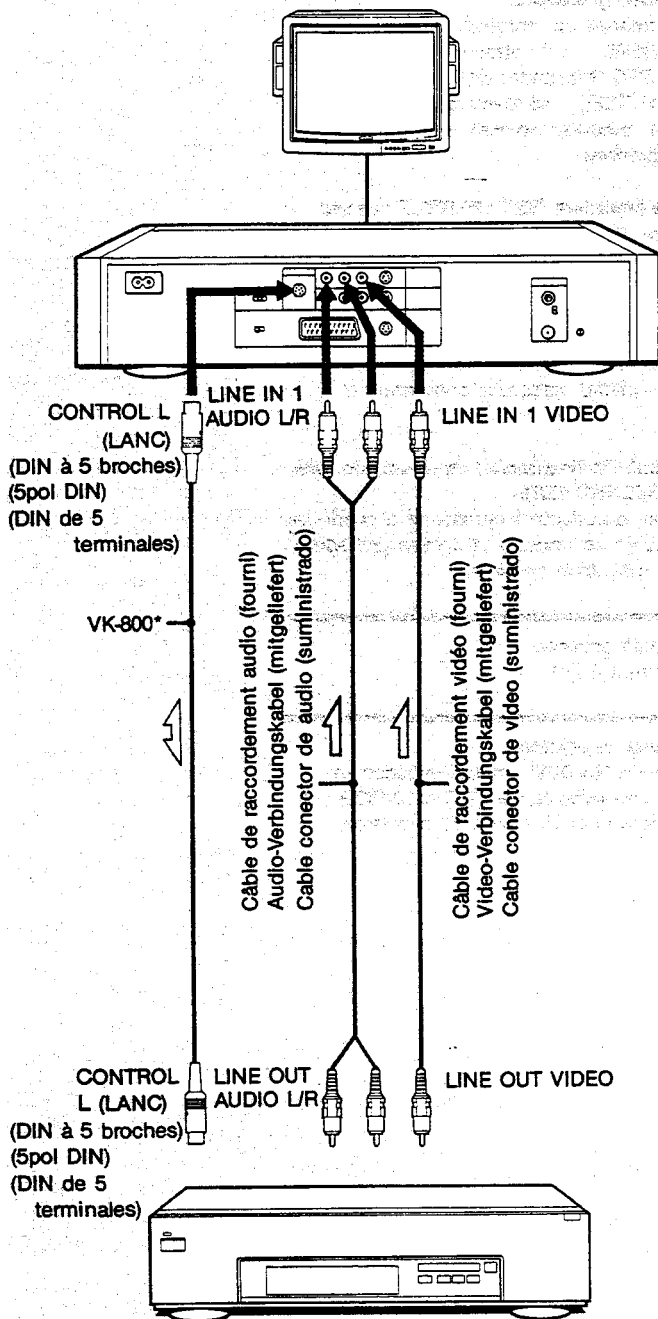 LINE IN 1
AUDIO L/R
CONTROL L
(LANC)
(DIN à 5 broches)
(5pol DIN)
(DIN de 5
terminales)
LINE IN 1 VIDEO
VK-800*
Câble de raccordement audio (fourni)
Audio-Verbindungskabel (mitgeliefert)
Cable conector de audio (suministrado)
Câble de raccordement vidéo (fourni)
Video-Verbindungskabel (mitgeliefert)
Cable conector de vídeo (suministrado)
CONTROL
L (LANC)
(DIN à 5 broches)
(5pol DIN)
(DIN de 5
terminales)
LINE OUT
AUDIO L/R
LINE OUT VIDEO